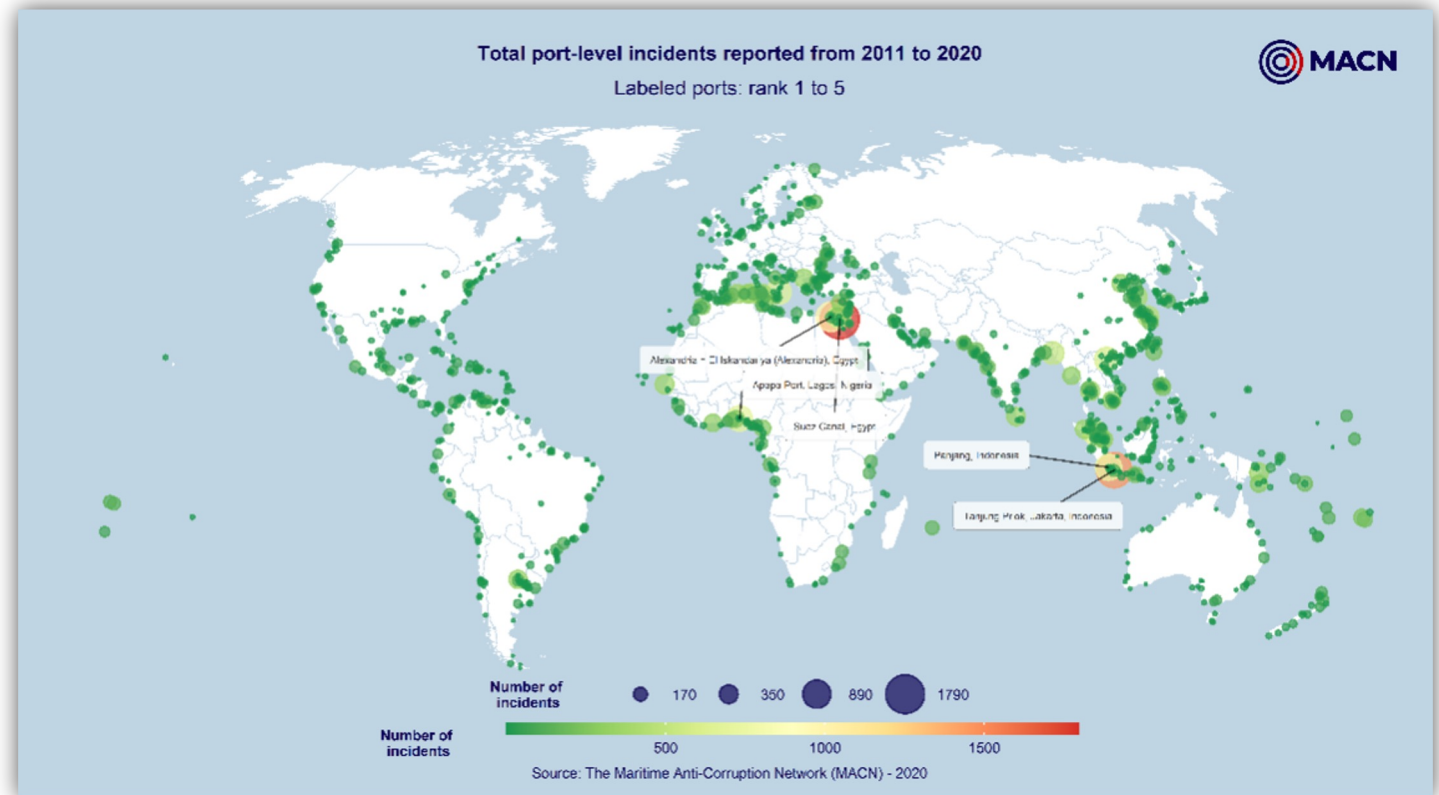 Total port-level incidents reported from 2011 to 2020
MACN
Labeled ports: rank 1 to 5
Alexandria = El Iskandariya (Alexandria), Egypt
Apapa Port, Lagos, Nigeria
Suez Canal, Egypt
Panjang, Indonesia
Tanjung Priok, Jakarta, Indonesia
Number of
incidents
170
350
890
1790
Number of
incidents
500
1000
1500
Source: The Maritime Anti-Corruption Network (MACN) - 2020